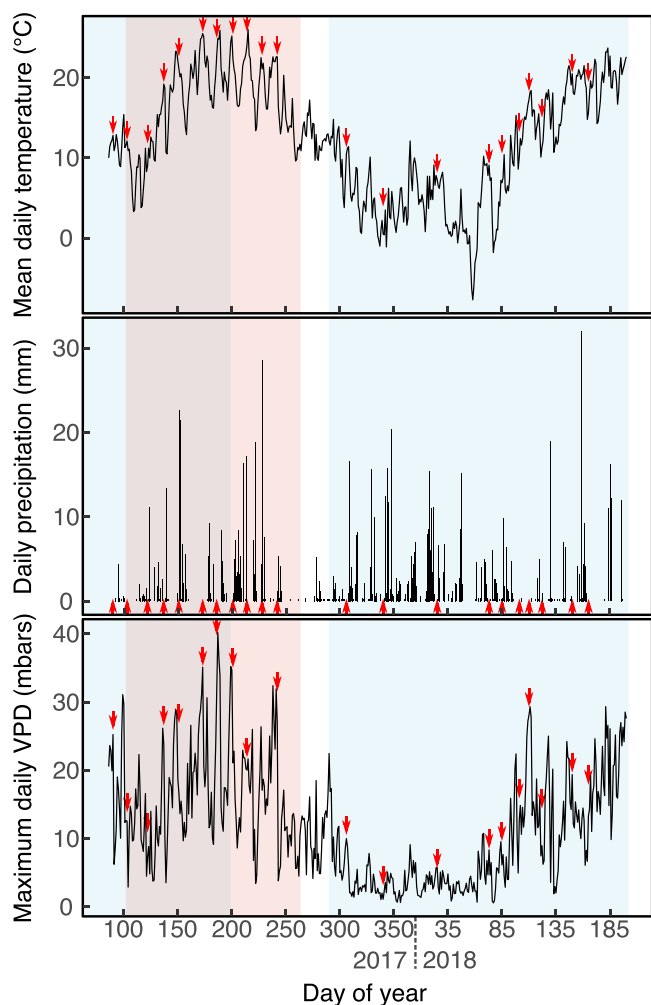 Mean daily temperature (°C)
20
10
0
Daily precipitation (mm)
30
20
10
0
Maximum daily VPD (mbars)
40
30
20
10
0
100 150 200 250 300 350 35 85 135 185
2017 2018
Day of year